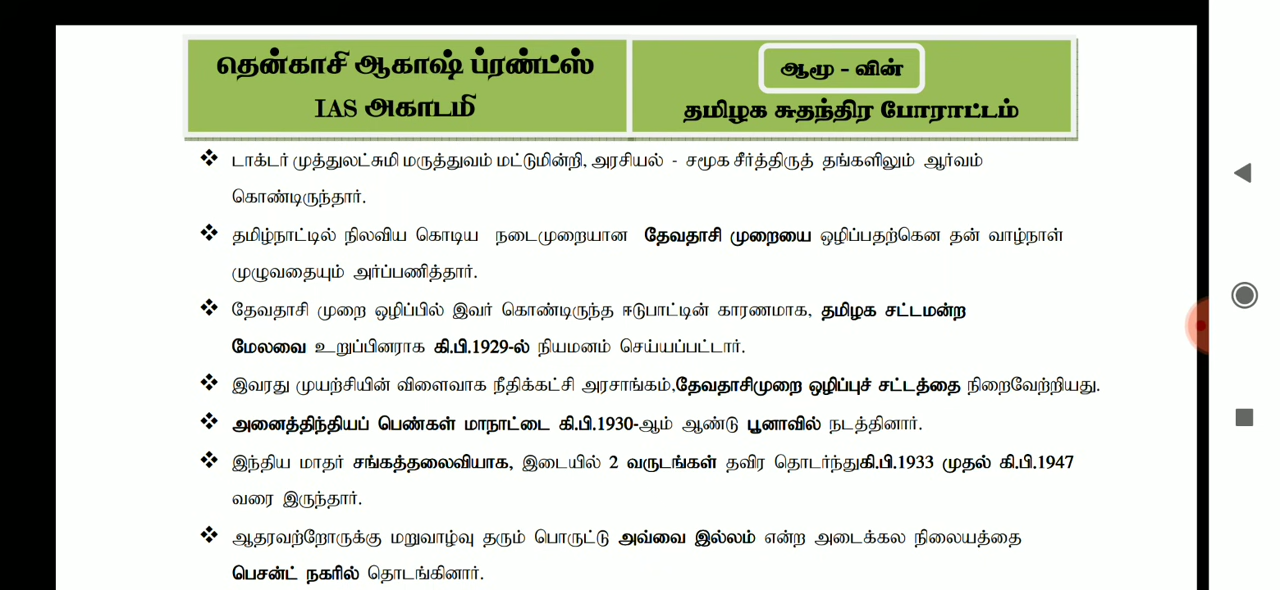 தென்காசி ஆகாஷ் ப்ரண்ட்ஸ்
IAS அகாடமி
ஆமூ - வின்
தமிழக சுதந்திர போராட்டம்
❖ டாக்டர் முத்துலட்சுமி மருத்துவம் மட்டுமின்றி, அரசியல் - சமூக சீர்த்திருத் தங்களிலும் ஆர்வம்
கொண்டிருந்தார்.
❖ தமிழ்நாட்டில் நிலவிய கொடிய நடைமுறையான தேவதாசி முறையை ஒழிப்பதற்கென தன் வாழ்நாள்
முழுவதையும் அர்ப்பணித்தார்.
❖ தேவதாசி முறை ஒழிப்பில் இவர் கொண்டிருந்த ஈடுபாட்டின் காரணமாக, தமிழக சட்டமன்ற
மேலவை உறுப்பினராக கி.பி.1929-ல் நியமனம் செய்யப்பட்டார்.
❖ இவரது முயற்சியின் விளைவாக நீதிக்கட்சி அரசாங்கம்,தேவதாசிமுறை ஒழிப்புச் சட்டத்தை நிறைவேற்றியது.
❖ அனைத்திந்தியப் பெண்கள் மாநாட்டை கி.பி.1930-ஆம் ஆண்டு பூனாவில் நடத்தினார்.
❖ இந்திய மாதர் சங்கத்தலைவியாக, இடையில் 2 வருடங்கள் தவிர தொடர்ந்துகி.பி.1933 முதல் கி.பி.1947
வரை இருந்தார்.
❖ ஆதரவற்றோருக்கு மறுவாழ்வு தரும் பொருட்டு அவ்வை இல்லம் என்ற அடைக்கல நிலையத்தை
பெசன்ட் நகரில் தொடங்கினார்.